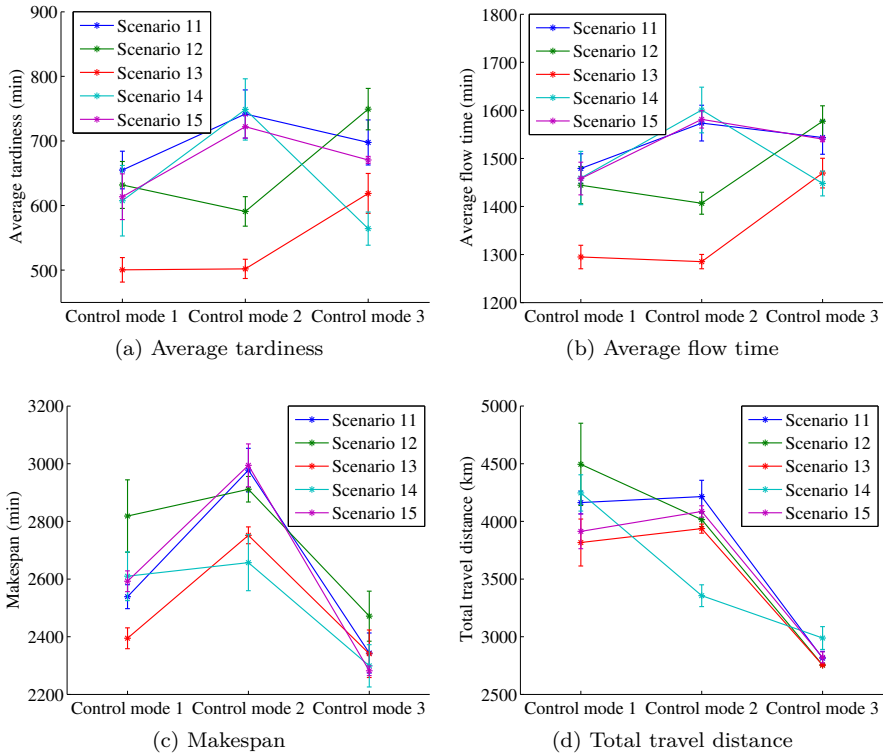 900
800
700
600
500
Average tardiness (min)
Scenario 11
Scenario 12
Scenario 13
Scenario 14
Scenario 15
Control mode 1 Control mode 2 Control mode 3
(a) Average tardiness
1800
1700
1600
1500
1400
1300
1200
Average flow time (min)
Scenario 11
Scenario 12
Scenario 13
Scenario 14
Scenario 15
Control mode 1 Control mode 2 Control mode 3
(b) Average flow time
3200
3000
2800
2600
2400
2200
Makespan (min)
Scenario 11
Scenario 12
Scenario 13
Scenario 14
Scenario 15
Control mode 1 Control mode 2 Control mode 3
(c) Makespan
5000
4500
4000
3500
3000
2500
Total travel distance (km)
Scenario 11
Scenario 12
Scenario 13
Scenario 14
Scenario 15
Control mode 1 Control mode 2 Control mode 3
(d) Total travel distance